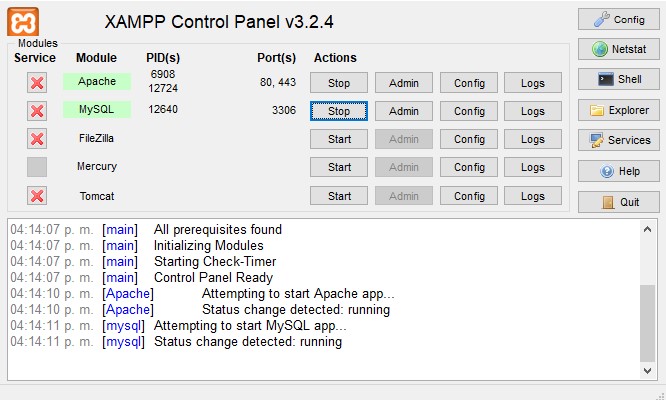 XAMPP Control Panel v3.2.4
Modules
Service Module PID(s) Port(s) Actions
Apache 6908 12724 80, 443 Stop Admin Config Logs
MySQL 12640 3306 Stop Admin Config Logs
FileZilla Start Admin Config Logs
Mercury Start Admin Config Logs
Tomcat Start Admin Config Logs
Config
Netstat
Shell
Explorer
Services
Help
Quit
04:14:07 p. m. [main] All prerequisites found
04:14:07 p. m. [main] Initializing Modules
04:14:07 p. m. [main] Starting Check-Timer
04:14:07 p. m. [main] Control Panel Ready
04:14:10 p. m. [Apache] Attempting to start Apache app...
04:14:10 p. m. [Apache] Status change detected: running
04:14:11 p. m. [mysql] Attempting to start MySQL app...
04:14:11 p. m. [mysql] Status change detected: running